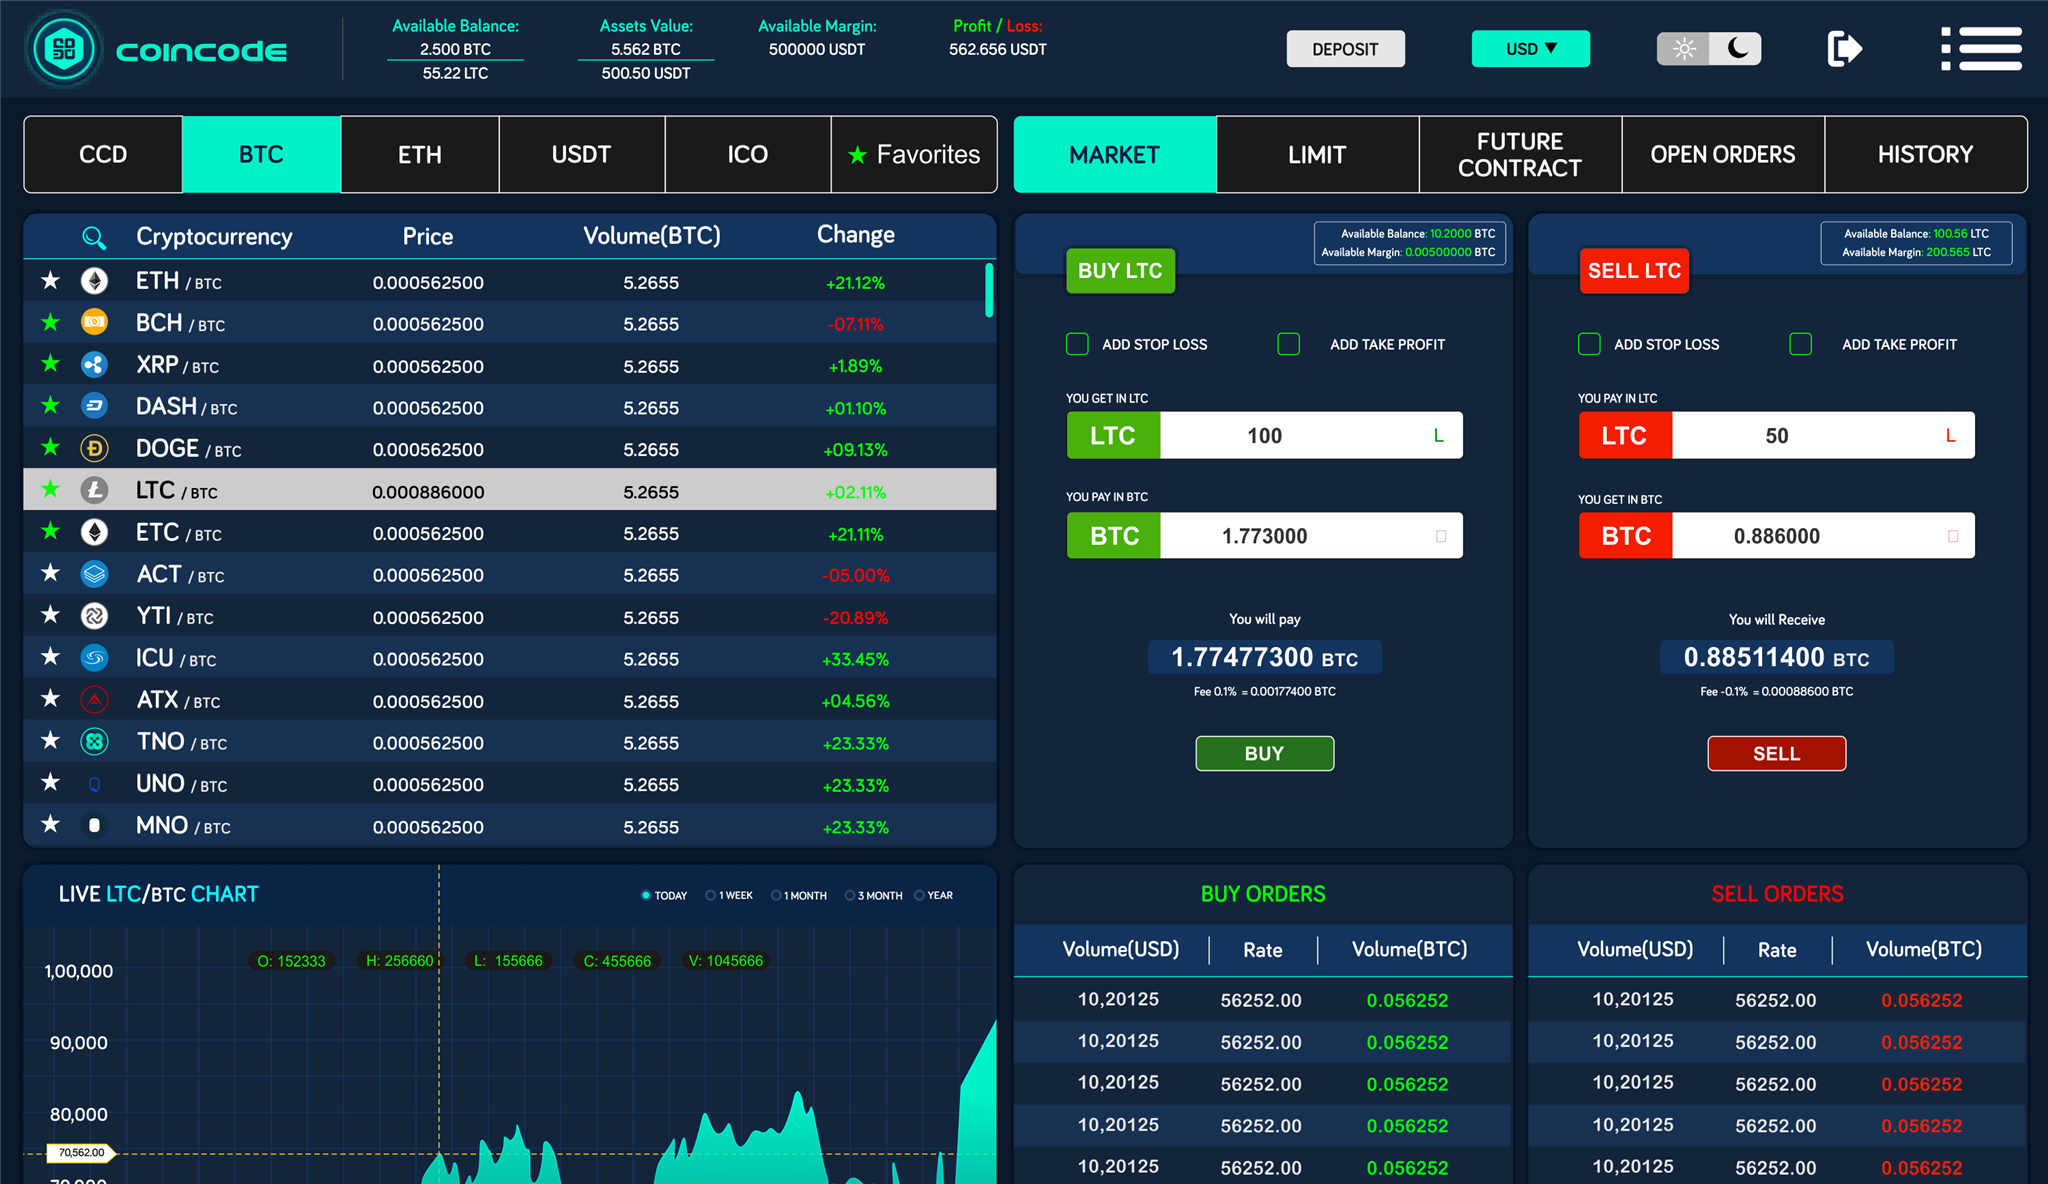 coincode
Available Balance:
2.500 BTC
55.22 LTC
Assets Value:
5.562 BTC
500.50 USDT
Available Margin:
500000 USDT
Profit / Loss:
562.656 USDT
DEPOSIT
USD ▼
CCD BTC ETH USDT ICO ★ Favorites
MARKET LIMIT FUTURE CONTRACT OPEN ORDERS HISTORY
Cryptocurrency Price Volume(BTC) Change
ETH / BTC 0.000562500 5.2655 +21.12%
BCH / BTC 0.000562500 5.2655 -07.11%
XRP / BTC 0.000562500 5.2655 +1.89%
DASH / BTC 0.000562500 5.2655 +01.10%
DOGE / BTC 0.000562500 5.2655 +09.13%
LTC / BTC 0.000886000 5.2655 +02.11%
ETC / BTC 0.000562500 5.2655 +21.11%
ACT / BTC 0.000562500 5.2655 -05.00%
YTI / BTC 0.000562500 5.2655 -20.89%
ICU / BTC 0.000562500 5.2655 +33.45%
ATX / BTC 0.000562500 5.2655 +04.56%
TNO / BTC 0.000562500 5.2655 +23.33%
UNO / BTC 0.000562500 5.2655 +23.33%
MNO / BTC 0.000562500 5.2655 +23.33%
Available Balance: 10.2000 BTC
Available Margin: 0.00500000 BTC
BUY LTC
ADD STOP LOSS ADD TAKE PROFIT
YOU GET IN LTC
LTC 100 L
YOU PAY IN BTC
BTC 1.773000
You will pay
1.77477300 BTC
Fee 0.1% = 0.00177400 BTC
BUY
Available Balance: 100.56 LTC
Available Margin: 200.565 LTC
SELL LTC
ADD STOP LOSS ADD TAKE PROFIT
YOU PAY IN LTC
LTC 50 L
YOU GET IN BTC
BTC 0.886000
You will Receive
0.88511400 BTC
Fee -0.1% = 0.00088600 BTC
SELL
LIVE LTC/BTC CHART
TODAY 1 WEEK 1 MONTH 3 MONTH YEAR
O: 152333 H: 256660 L: 155666 C: 455666 V: 1045666
1,00,000
90,000
80,000
70,562.00
BUY ORDERS
Volume(USD) Rate Volume(BTC)
10,20125 56252.00 0.056252
10,20125 56252.00 0.056252
10,20125 56252.00 0.056252
10,20125 56252.00 0.056252
10,20125 56252.00 0.056252
SELL ORDERS
Volume(USD) Rate Volume(BTC)
10,20125 56252.00 0.056252
10,20125 56252.00 0.056252
10,20125 56252.00 0.056252
10,20125 56252.00 0.056252
10,20125 56252.00 0.056252